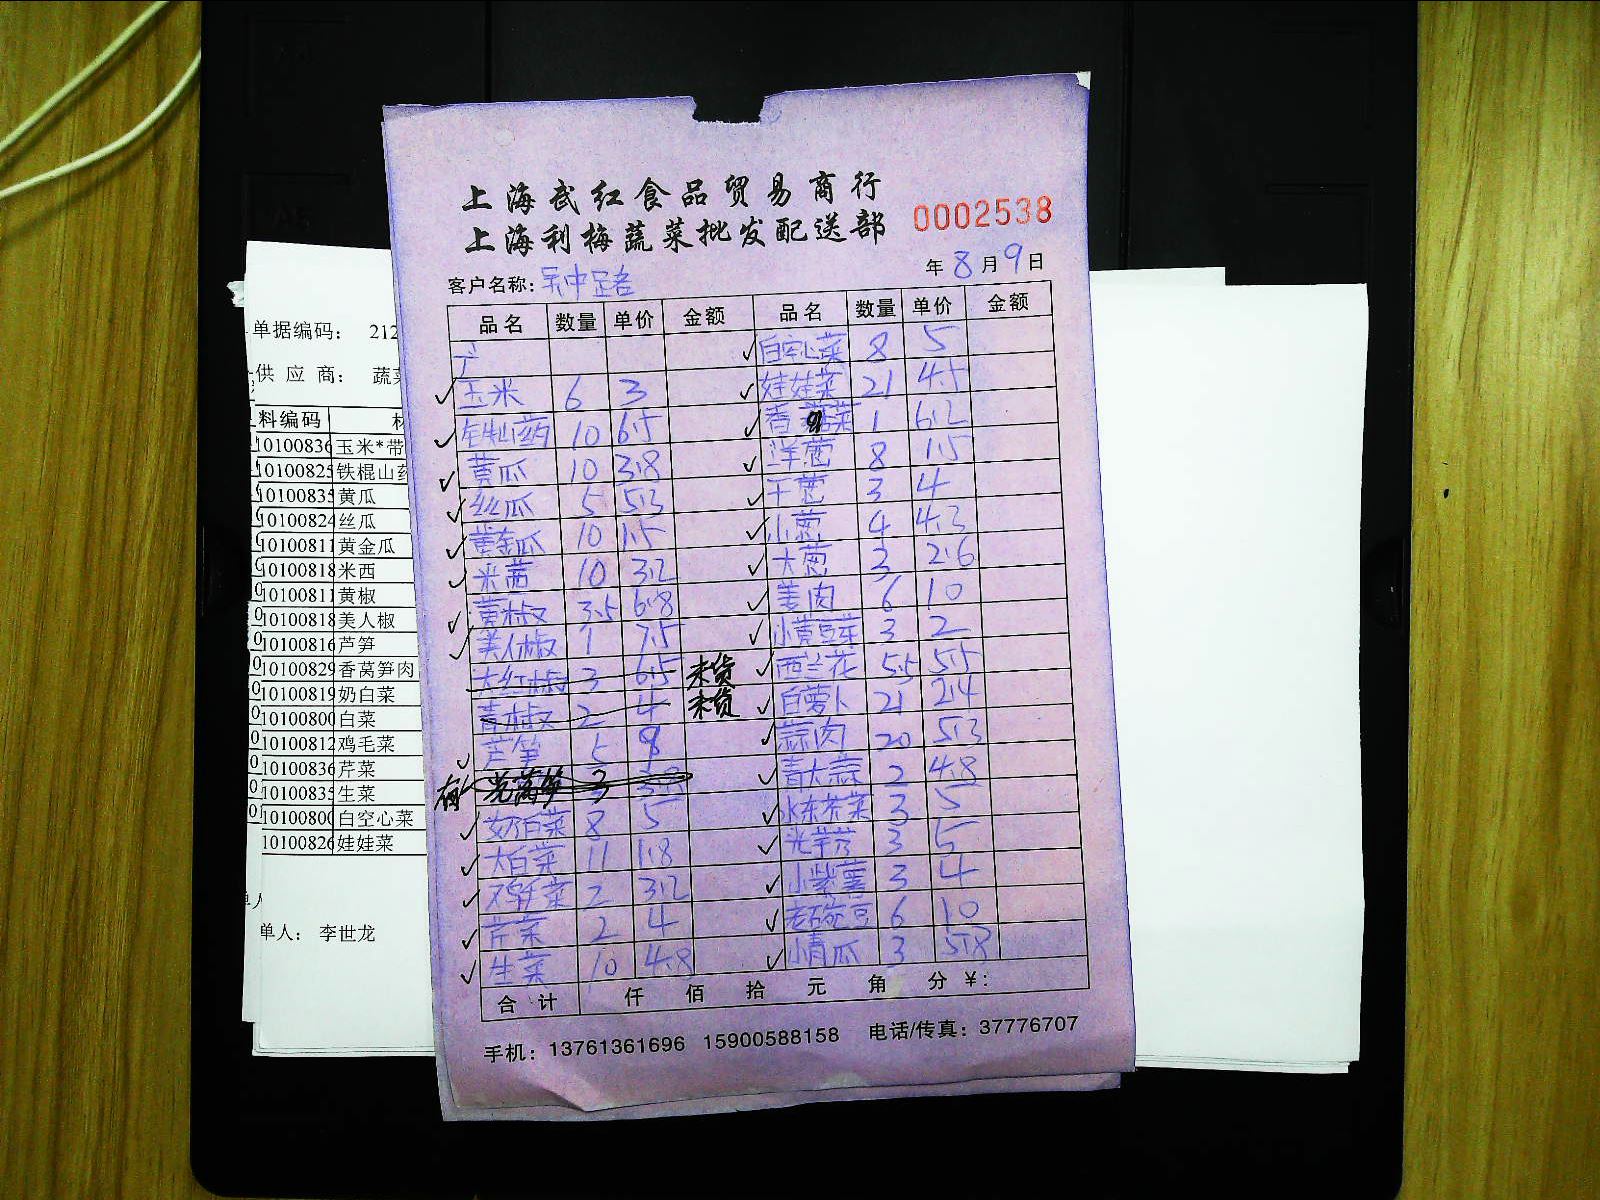 上海武红食品贸易商行
上海利梅蔬菜批发配送部
0002538
客户名称：吴中路
年 8 月 9 日
品名 数量 单价 金额 品名 数量 单价 金额
白空心菜 8 5
玉米 6 3 娃娃菜 21 4.5
铁棍山药 10 6.5 香菜 1 6.2
黄瓜 10 3.8 洋葱 8 1.5
丝瓜 5 5.3 干葱 3 4
黄金瓜 10 1.5 小葱 4 4.3
米茜 10 3.2 大葱 3 2.6
黄椒 3.5 6.8 姜肉 6 10
美人椒 1 7.5 小黄豆芽 3 2
大红椒 3 6.5 未货 西兰花 5.5 5.5
青椒 2 4 未货 白萝卜 21 2.4
芦笋 5 9 蒜肉 20 5.3
光莴笋 3 青大蒜 2 4.8
奶白菜 8 5 水东芥菜 3 5
大白菜 11 1.8 光芋艿 3 5
鸡毛菜 2 3.2 小紫薯 3 4
芹菜 2 4 老豌豆 6 10
生菜 10 4.8 小青瓜 3 5.8
合计 仟 佰 拾 元 角 分 ￥:
手机：13761361696 15900588158 电话/传真：37776707
单据编码： 212
供 应 商： 蔬菜
料编码
10100836 玉米*带
10100825 铁棍山药
10100835 黄瓜
10100824 丝瓜
10100811 黄金瓜
10100818 米西
10100811 黄椒
10100818 美人椒
10100816 芦笋
10100829 香莴笋肉
10100819 奶白菜
10100800 白菜
10100812 鸡毛菜
10100836 芹菜
10100835 生菜
10100800 白空心菜
10100826 娃娃菜
单人： 李世龙